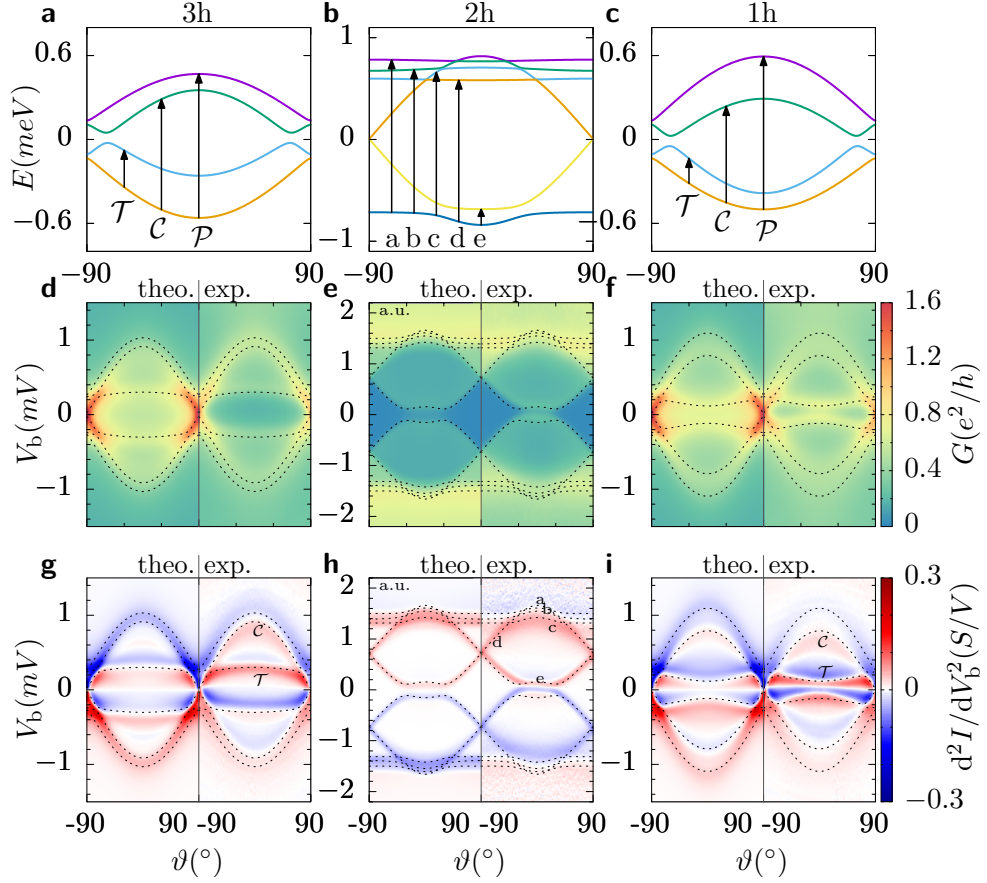 a 3h b 2h c 1h
0.6 1 0.6
E(meV) 0 0 0
−0.6 −1 −0.6
𝒯 𝒞 𝒫 a b c d e 𝒯 𝒞 𝒫
−90 90 −90 90 −90 90
d theo. exp. e theo. exp. f theo. exp.
a.u.
V_b(mV) 1 0 −1
2 1 0 −1 −2
1 0 −1
1.6 1.2 0.8 0.4 0
G(e²/h)
g theo. exp. h theo. exp. i theo. exp.
a.u.
V_b(mV) 1 0 −1
𝒞 𝒯
2 1 0 −1 −2
a b c d e
1 0 −1
𝒞 𝒯
0.3 0 −0.3
d²I/dV_b²(S/V)
-90 90 -90 90 -90 90 -90 90 -90 90 -90 90
ϑ(°) ϑ(°) ϑ(°)